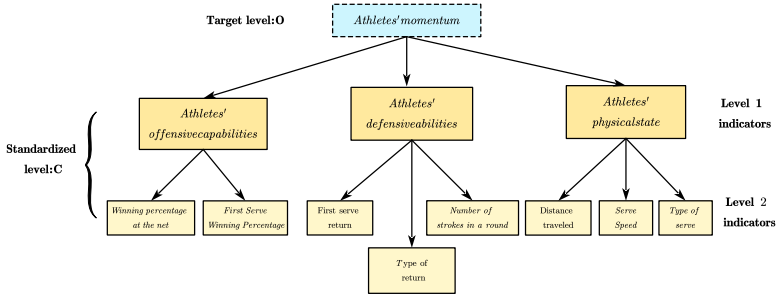 Target level:O
Athletes'momentum
Athletes'
offensivecapabilities
Athletes'
defensiveabilities
Athletes'
physicalstate
Level 1
indicators
Standardized
level:C
Winning percentage
at the net
First Serve
Winning Percentage
First serve
return
Number of
strokes in a round
Distance
traveled
Serve
Speed
Type of
serve
Level 2
indicators
Type of
return